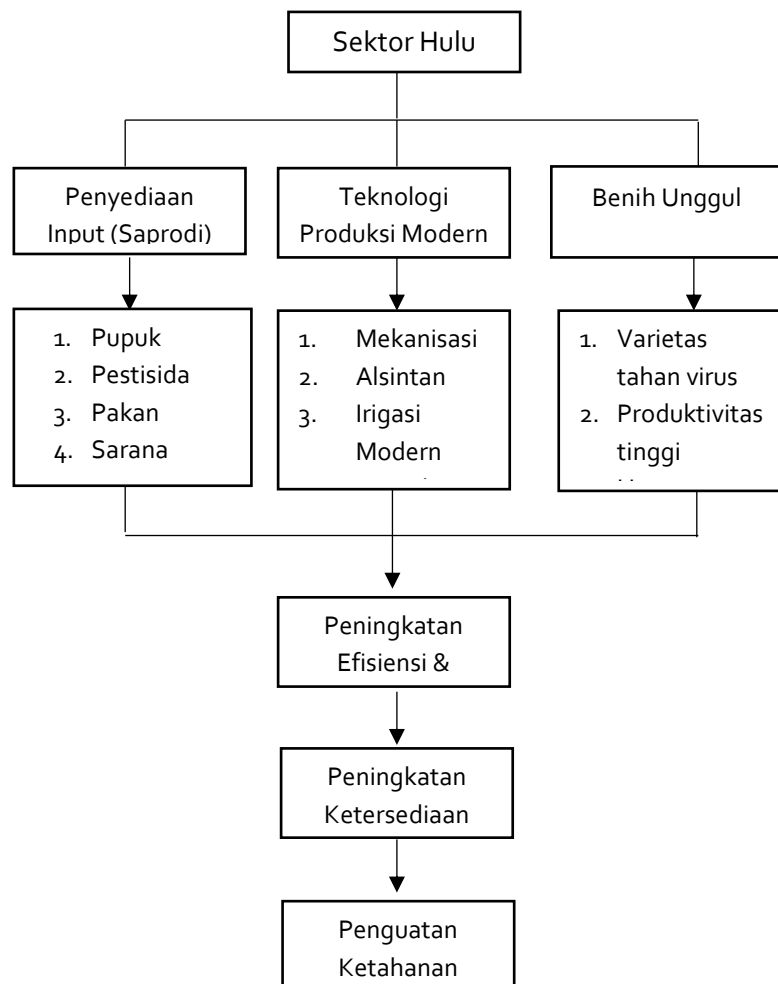 Sektor Hulu
Penyediaan
Input (Saprodi)
Teknologi
Produksi Modern
Benih Unggul
1. Pupuk
2. Pestisida
3. Pakan
4. Sarana
1. Mekanisasi
2. Alsintan
3. Irigasi
Modern
1. Varietas
tahan virus
2. Produktivitas
tinggi
Peningkatan
Efisiensi &
Peningkatan
Ketersediaan
Penguatan
Ketahanan